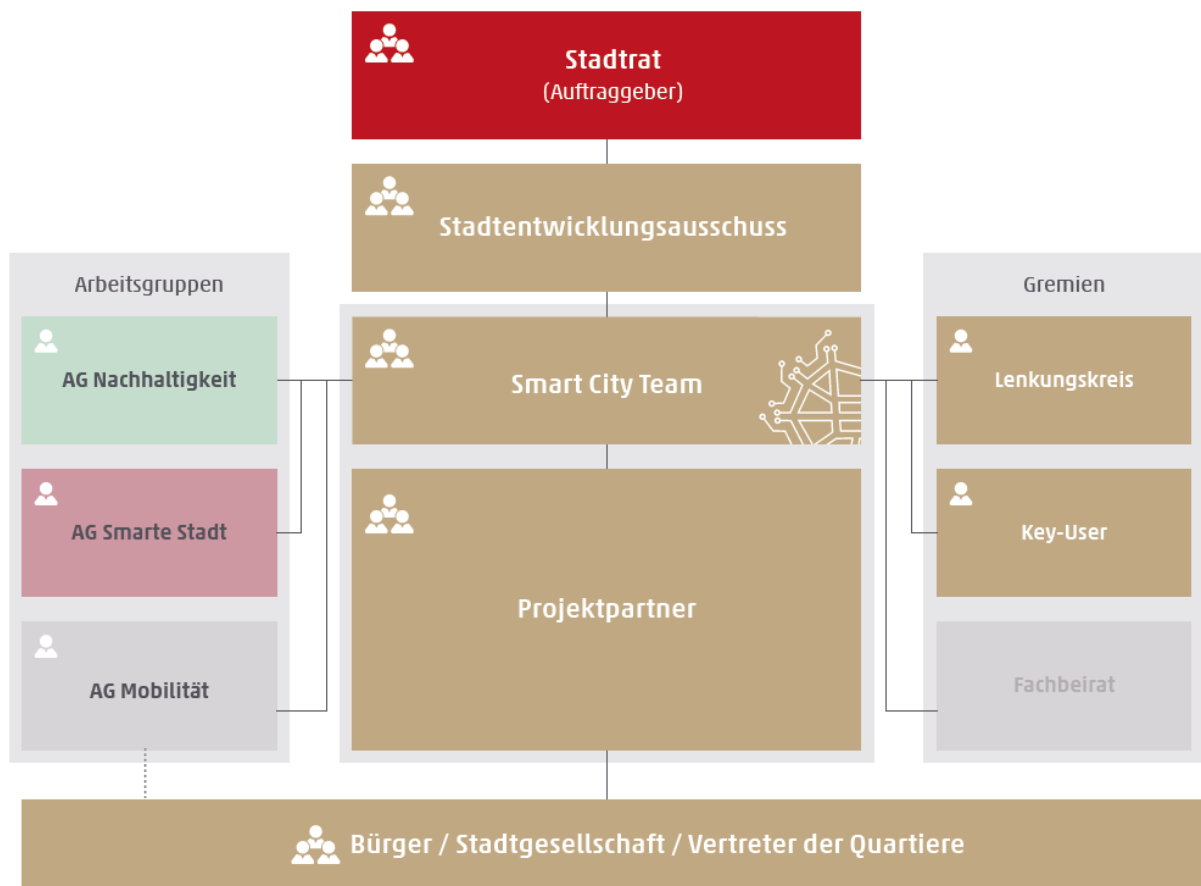 Stadtrat
(Auftraggeber)
Stadtentwicklungsausschuss
Arbeitsgruppen
AG Nachhaltigkeit
AG Smarte Stadt
AG Mobilität
Smart City Team
Projektpartner
Gremien
Lenkungskreis
Key-User
Fachbeirat
Bürger / Stadtgesellschaft / Vertreter der Quartiere